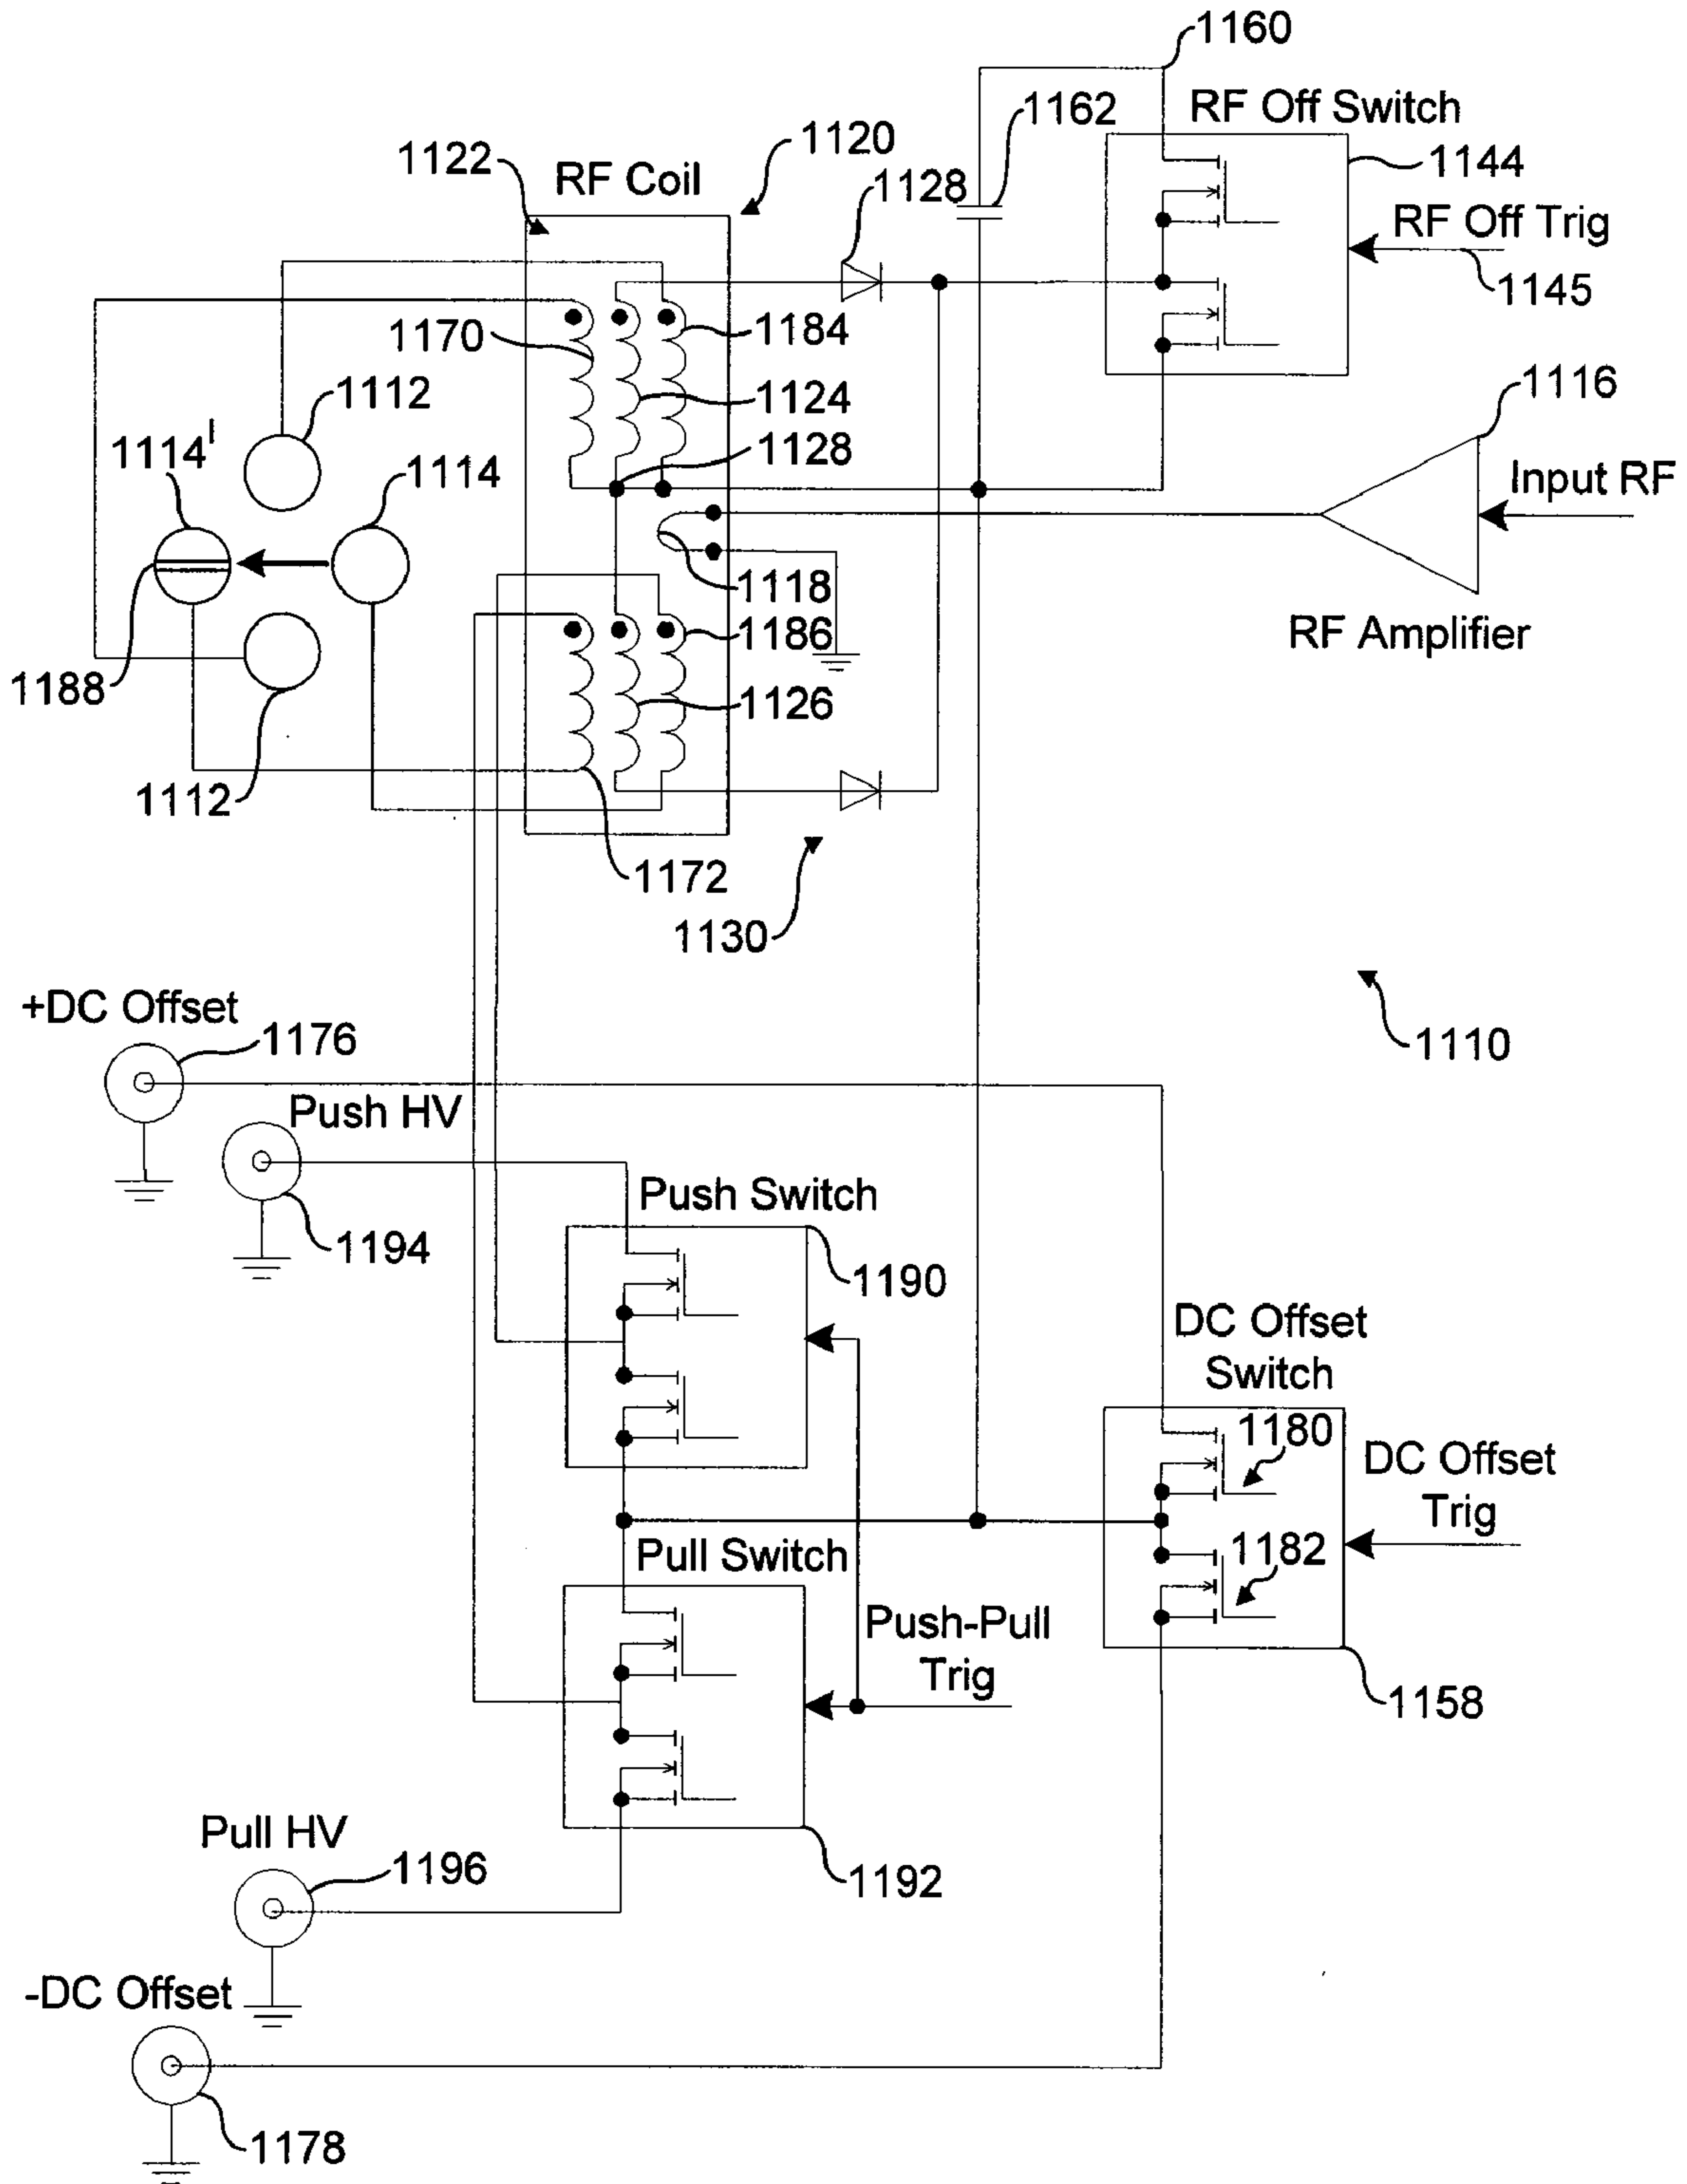 1160
RF Off Switch
1162
1120
1122
RF Coil
1128
1144
RF Off Trig
1145
1170
1184
1112
1124
1116
1114'
1114
1128
Input RF
1118
1186
RF Amplifier
1188
1126
1112
1172
1130
+DC Offset
1176
1110
Push HV
Push Switch
1194
1190
DC Offset
Switch
1180
DC Offset
Trig
Pull Switch
1182
Push-Pull
Trig
1158
Pull HV
1196
1192
-DC Offset
1178